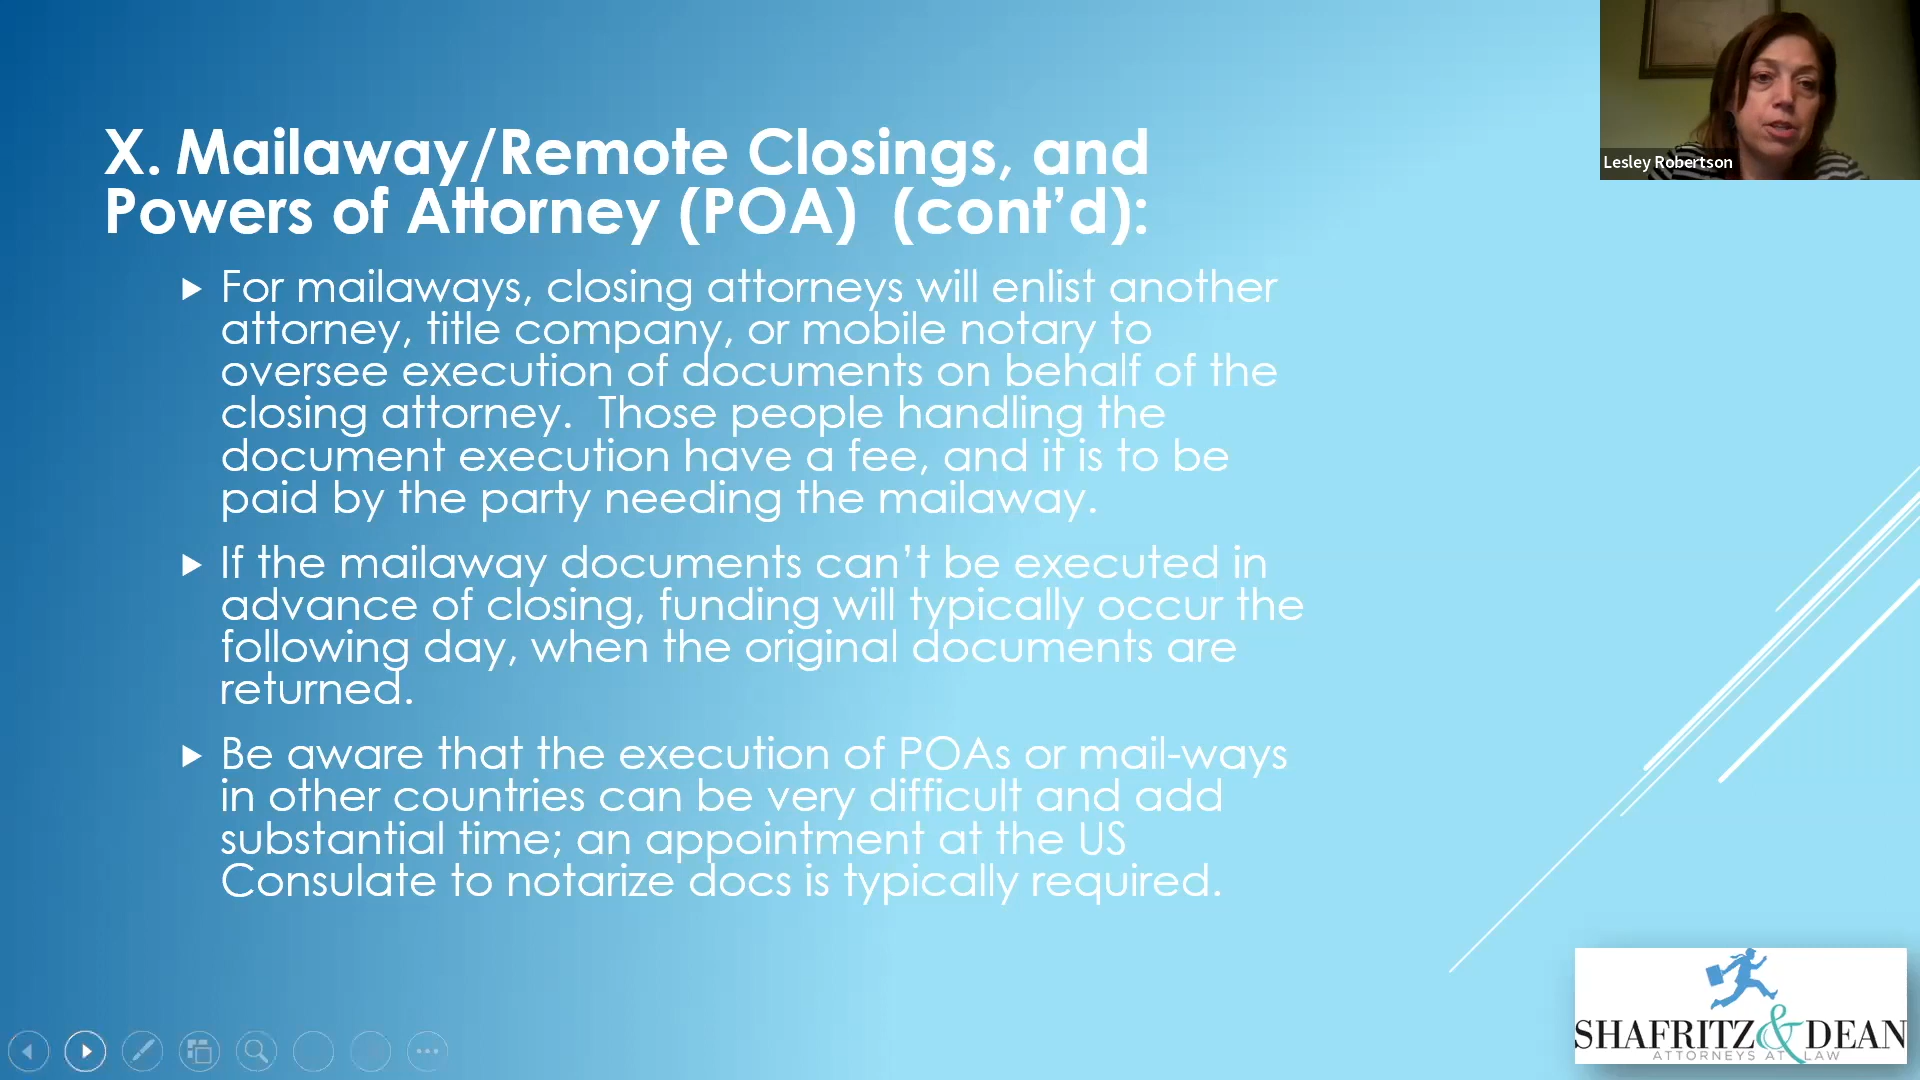 X. Mailaway/Remote Closings, and
Powers of Attorney (POA) (cont’d):
For mailaways, closing attorneys will enlist another
attorney, title company, or mobile notary to
oversee execution of documents on behalf of the
closing attorney. Those people handling the
document execution have a fee, and it is to be
paid by the party needing the mailaway.
If the mailaway documents can’t be executed in
advance of closing, funding will typically occur the
following day, when the original documents are
returned.
Be aware that the execution of POAs or mail-ways
in other countries can be very difficult and add
substantial time; an appointment at the US
Consulate to notarize docs is typically required.
Lesley Robertson
SHAFRITZ & DEAN
ATTORNEYS AT LAW